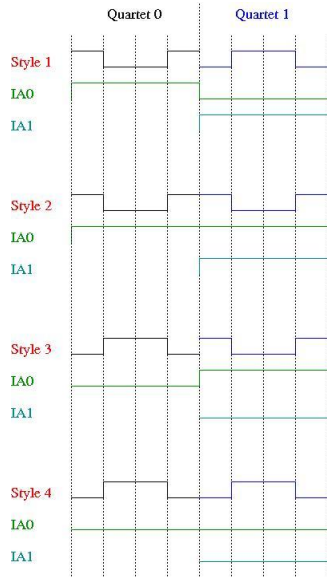 Quartet 0 Quartet 1
Style 1
IA0
IA1
Style 2
IA0
IA1
Style 3
IA0
IA1
Style 4
IA0
IA1